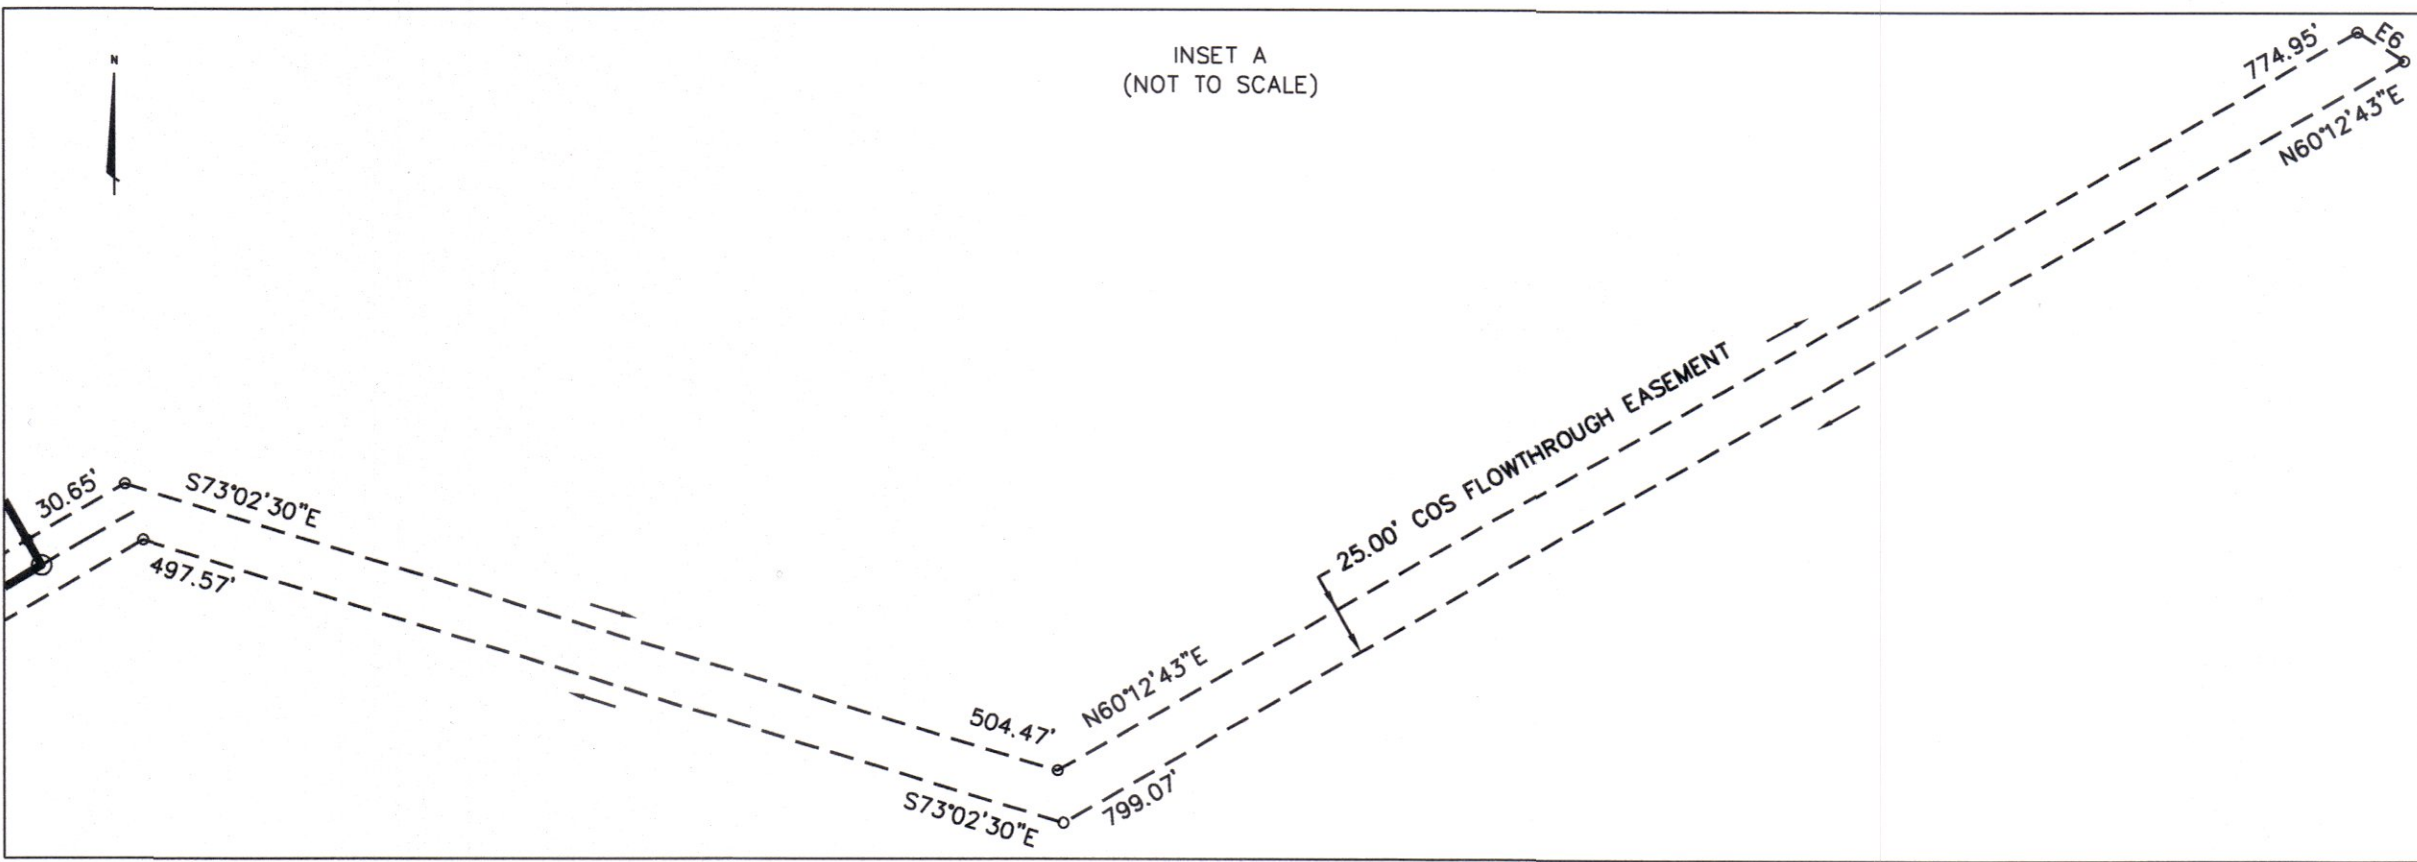 N
INSET A
(NOT TO SCALE)
774.95'
E6
N60°12'43"E
25.00' COS FLOWTHROUGH EASEMENT
30.65'
S73°02'30"E
497.57'
504.47'
N60°12'43"E
799.07'
S73°02'30"E